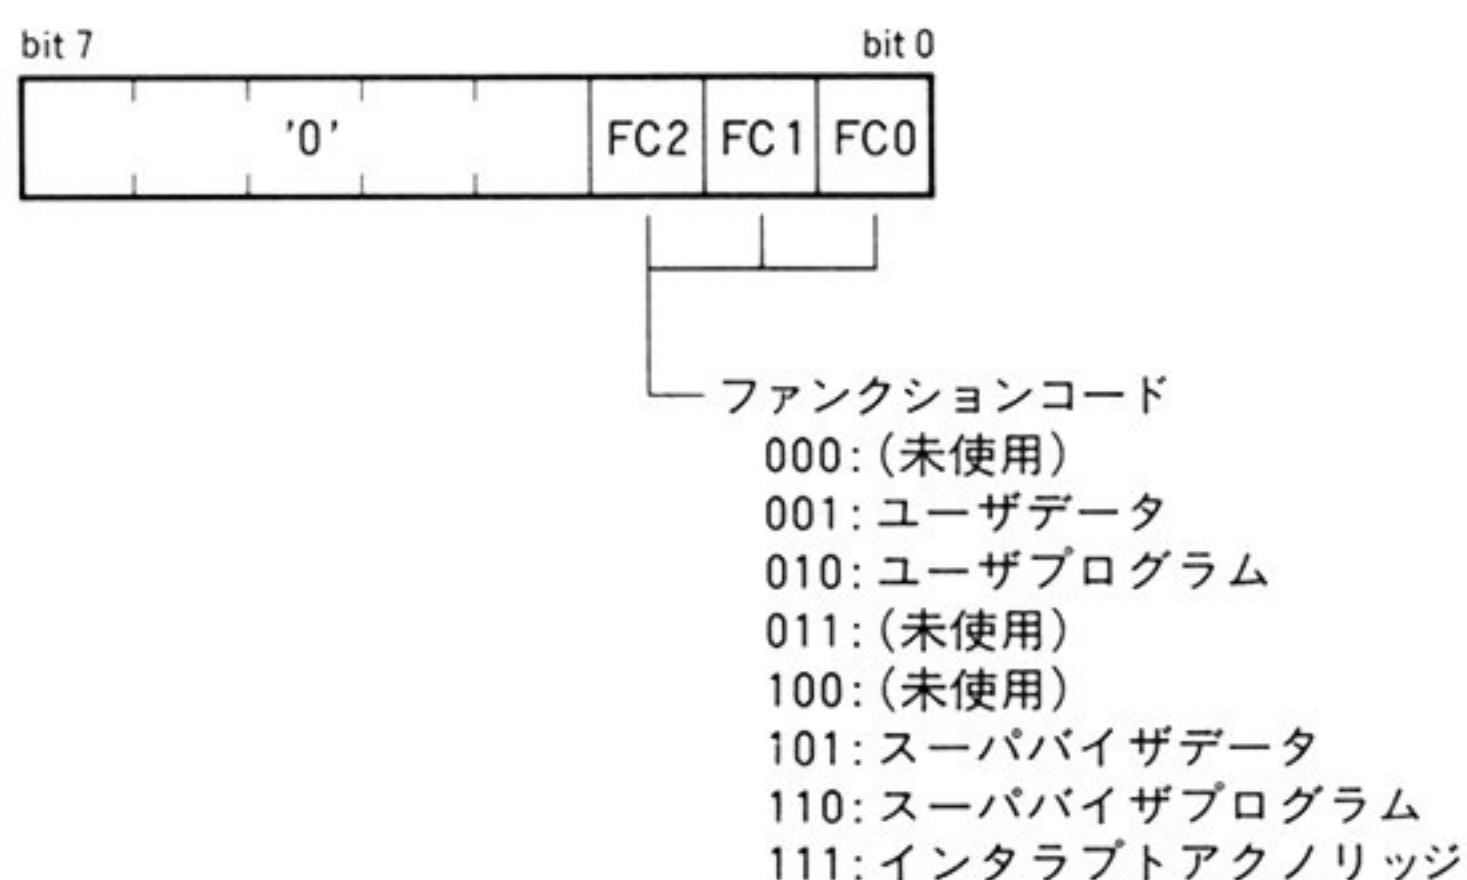 bit 7 bit 0
'0' FC2 FC1 FC0
ファンクションコード
000:(未使用)
001:ユーザデータ
010:ユーザプログラム
011:(未使用)
100:(未使用)
101:スーパバイザデータ
110:スーパバイザプログラム
111:インタラプトアクノリッジ